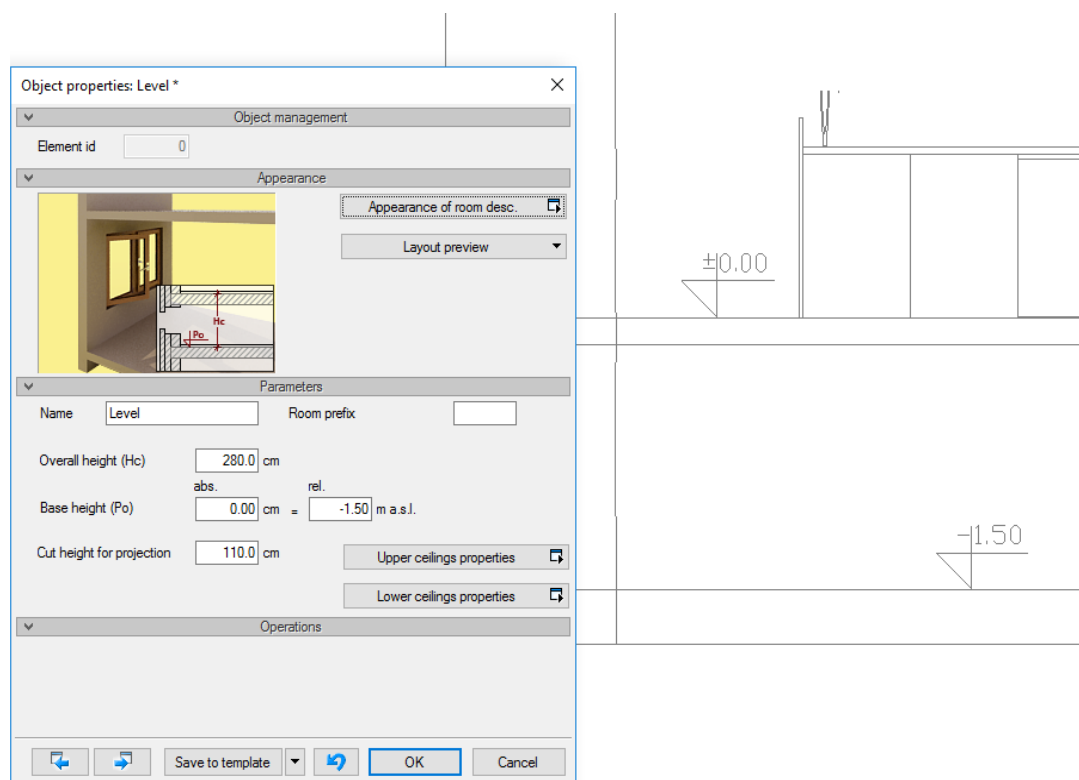 Object properties: Level *
Object management
Element id 0
Appearance
Appearance of room desc.
Layout preview
Hc
Po
Parameters
Name Level Room prefix
Overall height (Hc) 280.0 cm
abs. rel.
Base height (Po) 0.00 cm = -1.50 m a.s.l.
Cut height for projection 110.0 cm
Upper ceilings properties
Lower ceilings properties
Operations
Save to template OK Cancel
±0.00
-1.50